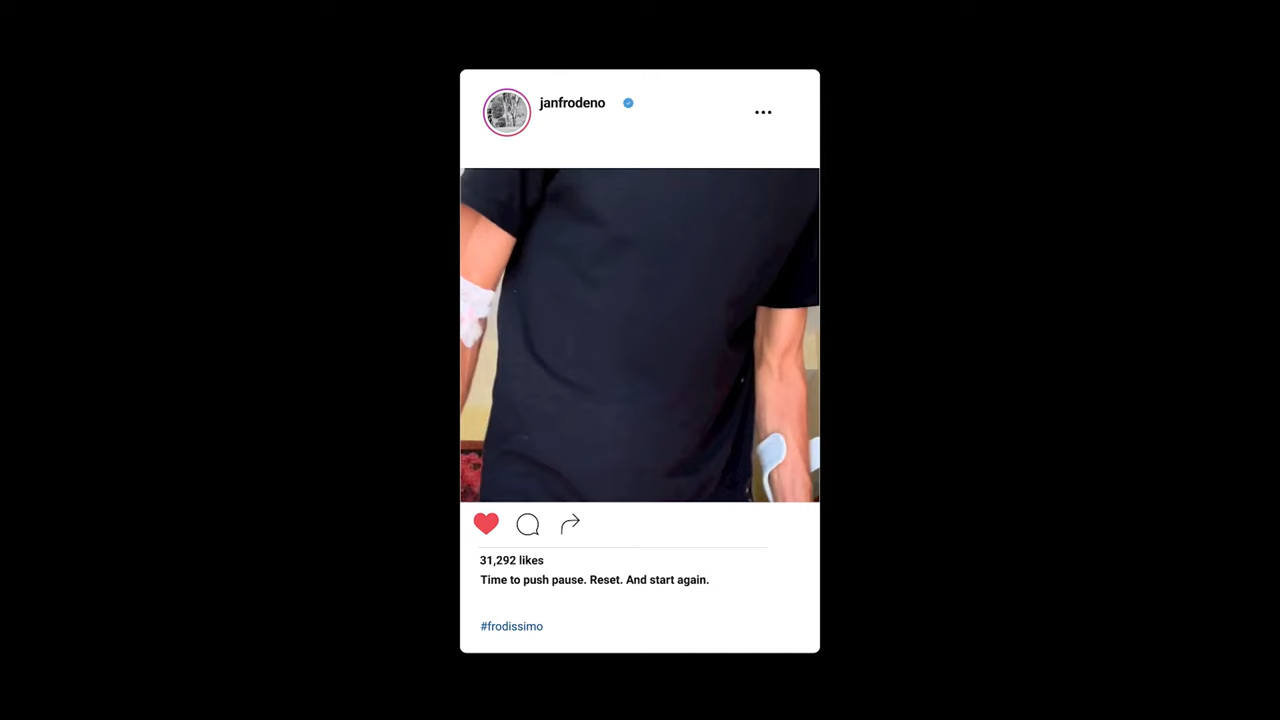 janfrodeno
31,292 likes
Time to push pause. Reset. And start again.
#frodissimo